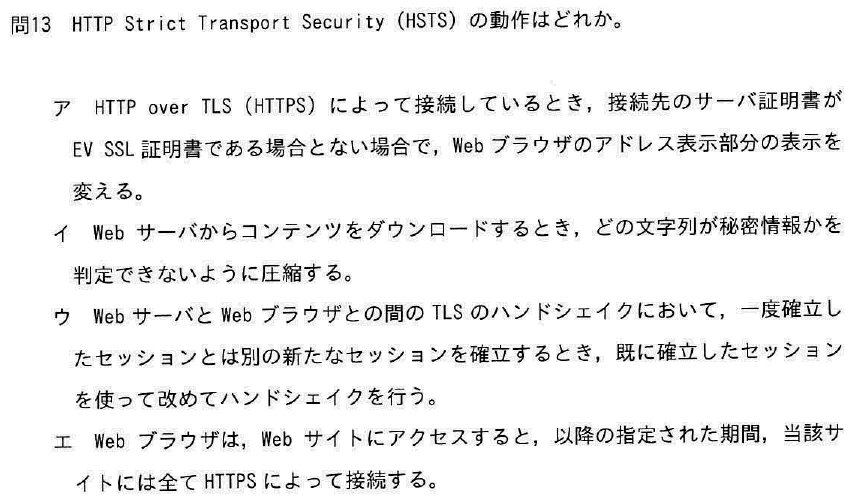 問13 HTTP Strict Transport Security (HSTS) の動作はどれか。
ア HTTP over TLS (HTTPS) によって接続しているとき，接続先のサーバ証明書が
EV SSL 証明書である場合とない場合で，Web ブラウザのアドレス表示部分の表示を
変える。
イ Web サーバからコンテンツをダウンロードするとき，どの文字列が秘密情報かを
判定できないように圧縮する。
ウ Web サーバと Web ブラウザとの間の TLS のハンドシェイクにおいて，一度確立し
たセッションとは別の新たなセッションを確立するとき，既に確立したセッション
を使って改めてハンドシェイクを行う。
エ Web ブラウザは，Web サイトにアクセスすると，以降の指定された期間，当該サ
イトには全て HTTPS によって接続する。